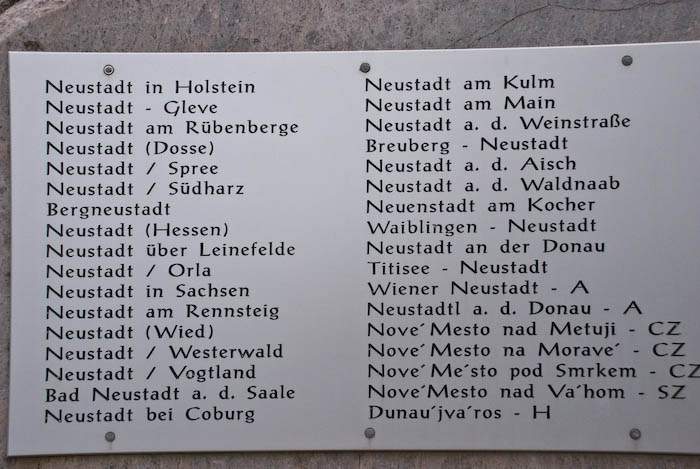 Neustadt in Holstein
Neustadt - Gleve
Neustadt am Rübenberge
Neustadt (Dosse)
Neustadt / Spree
Neustadt / Südharz
Bergneustadt
Neustadt (Hessen)
Neustadt über Leinefelde
Neustadt / Orla
Neustadt in Sachsen
Neustadt am Rennsteig
Neustadt (Wied)
Neustadt / Westerwald
Neustadt / Vogtland
Bad Neustadt a. d. Saale
Neustadt bei Coburg
Neustadt am Kulm
Neustadt am Main
Neustadt a. d. Weinstraße
Breuberg - Neustadt
Neustadt a. d. Aisch
Neustadt a. d. Waldnaab
Neuenstadt am Kocher
Waiblingen - Neustadt
Neustadt an der Donau
Titisee - Neustadt
Wiener Neustadt - A
Neustadtl a. d. Donau - A
Nove´Mesto nad Metuji - CZ
Nove´Mesto na Morave´ - CZ
Nove´Me´sto pod Smrkem - CZ
Nove´Mesto nad Va´hom - SZ
Dunau´jva´ros - H